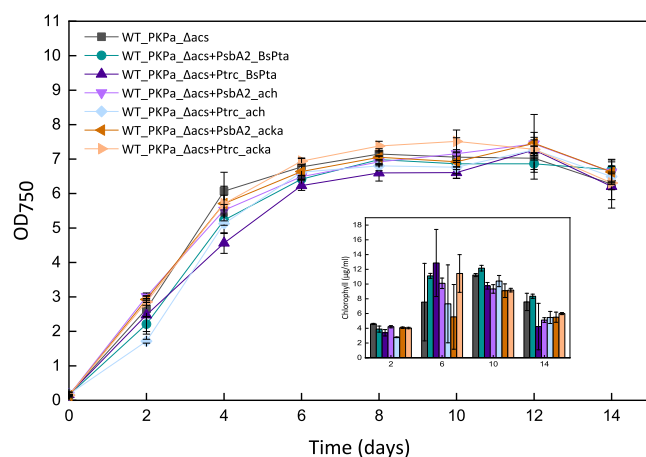 11
10
9
8
7
6
5
4
3
2
1
0
OD750
WT_PKPa_Δacs
WT_PKPa_Δacs+PsbA2_BsPta
WT_PKPa_Δacs+Ptrc_BsPta
WT_PKPa_Δacs+PsbA2_ach
WT_PKPa_Δacs+Ptrc_ach
WT_PKPa_Δacs+PsbA2_acka
WT_PKPa_Δacs+Ptrc_acka
18
16
14
12
10
8
6
4
2
0
Chlorophyll (µg/ml)
2 6 10 14
0 2 4 6 8 10 12 14
Time (days)